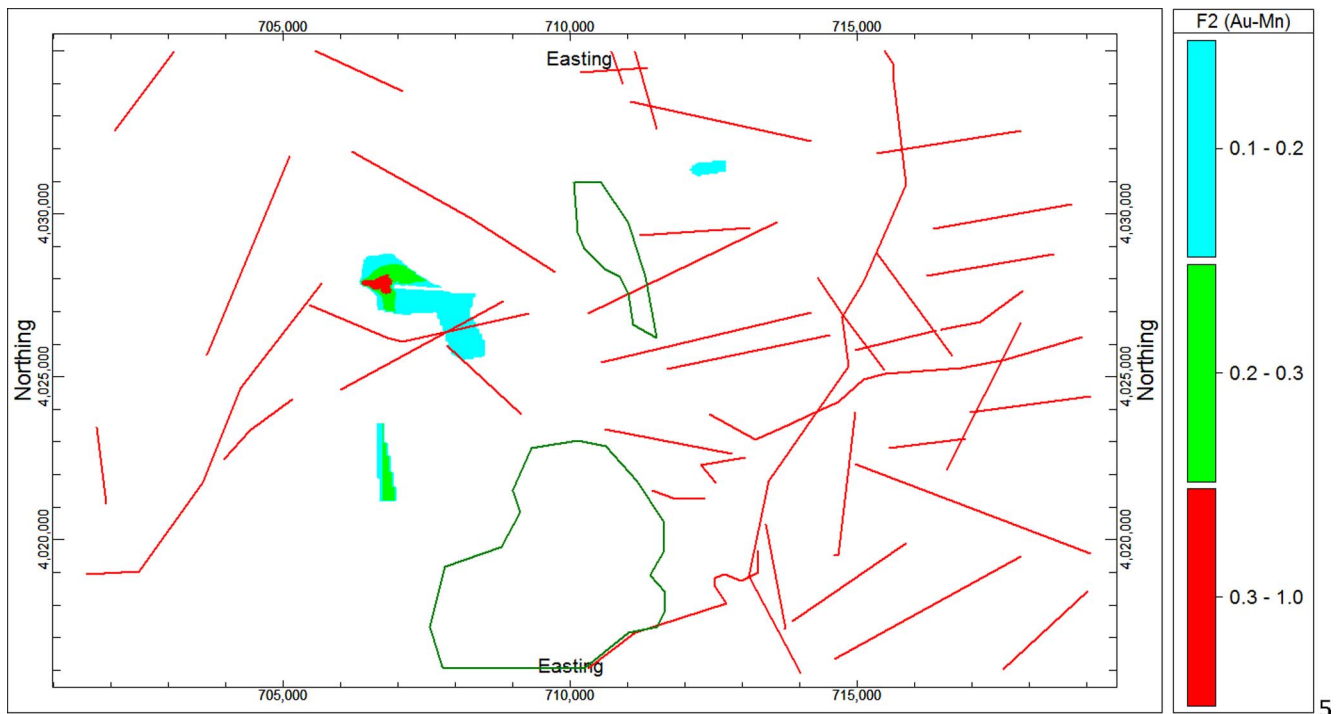 705,000 710,000 715,000
Easting
4,030,000 4,030,000
4,025,000 4,025,000
4,020,000 4,020,000
Northing Northing
Easting
705,000 710,000 715,000
F2 (Au-Mn)
0.1 - 0.2
0.2 - 0.3
0.3 - 1.0
5